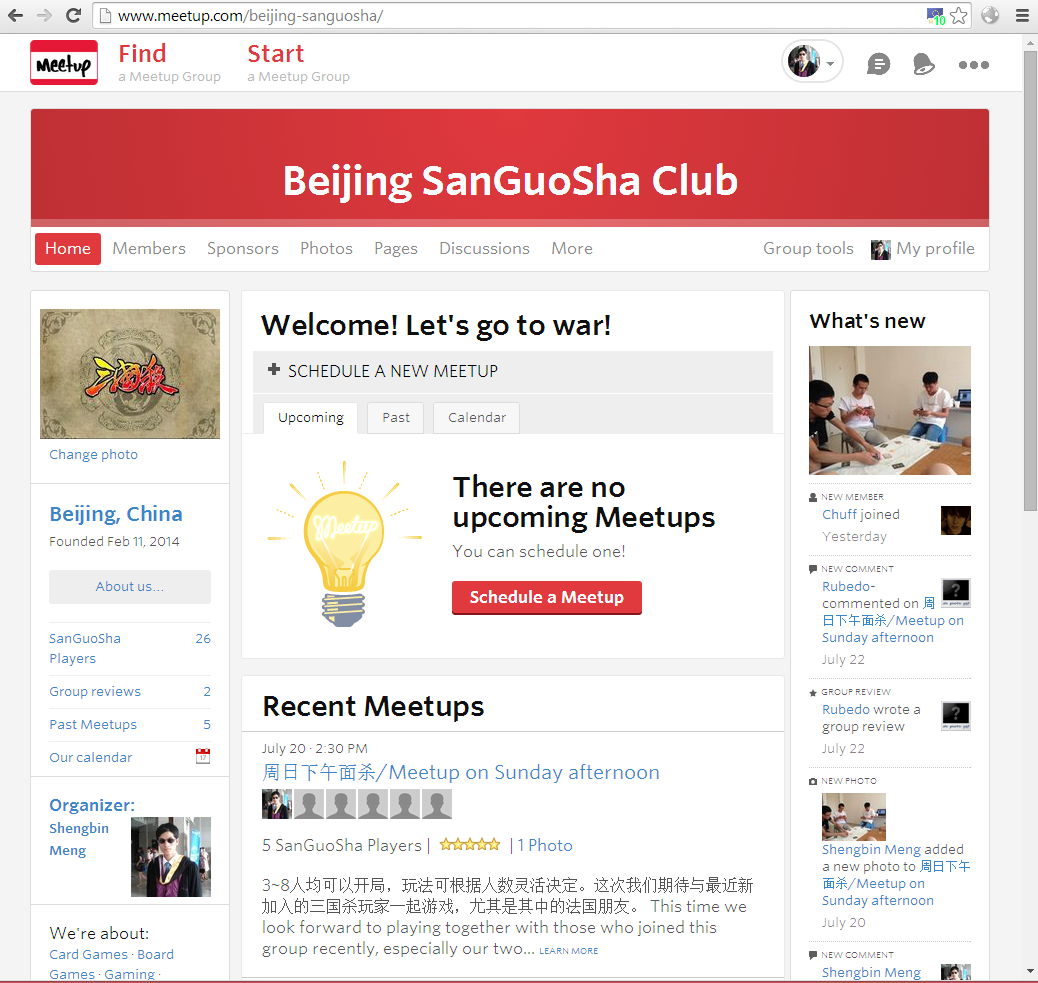 www.meetup.com/beijing-sanguosha/
10
Meetup
Find
a Meetup Group
Start
a Meetup Group
Beijing SanGuoSha Club
Home
Members
Sponsors
Photos
Pages
Discussions
More
Group tools
My profile
三国殺
Change photo
Beijing, China
Founded Feb 11, 2014
About us...
SanGuoSha 26
Players
Group reviews 2
Past Meetups 5
Our calendar
17
Organizer:
Shengbin
Meng
We're about:
Card Games · Board
Games · Gaming ·
Welcome! Let's go to war!
SCHEDULE A NEW MEETUP
Upcoming
Past
Calendar
Meetup
There are no
upcoming Meetups
You can schedule one!
Schedule a Meetup
Recent Meetups
July 20 · 2:30 PM
周日下午面杀/Meetup on Sunday afternoon
5 SanGuoSha Players | | 1 Photo
3~8人均可以开局，玩法可根据人数灵活决定。这次我们期待与最近新
加入的三国杀玩家一起游戏，尤其是其中的法国朋友。 This time we
look forward to playing together with those who joined this
group recently, especially our two... LEARN MORE
What's new
NEW MEMBER
Chuff joined
Yesterday
NEW COMMENT
Rubedo-
commented on 周
日下午面杀/Meetup on
Sunday afternoon
July 22
GROUP REVIEW
Rubedo wrote a
group review
July 22
NEW PHOTO
Shengbin Meng added
a new photo to 周日下午
面杀/Meetup on
Sunday afternoon
July 20
NEW COMMENT
Shengbin Meng